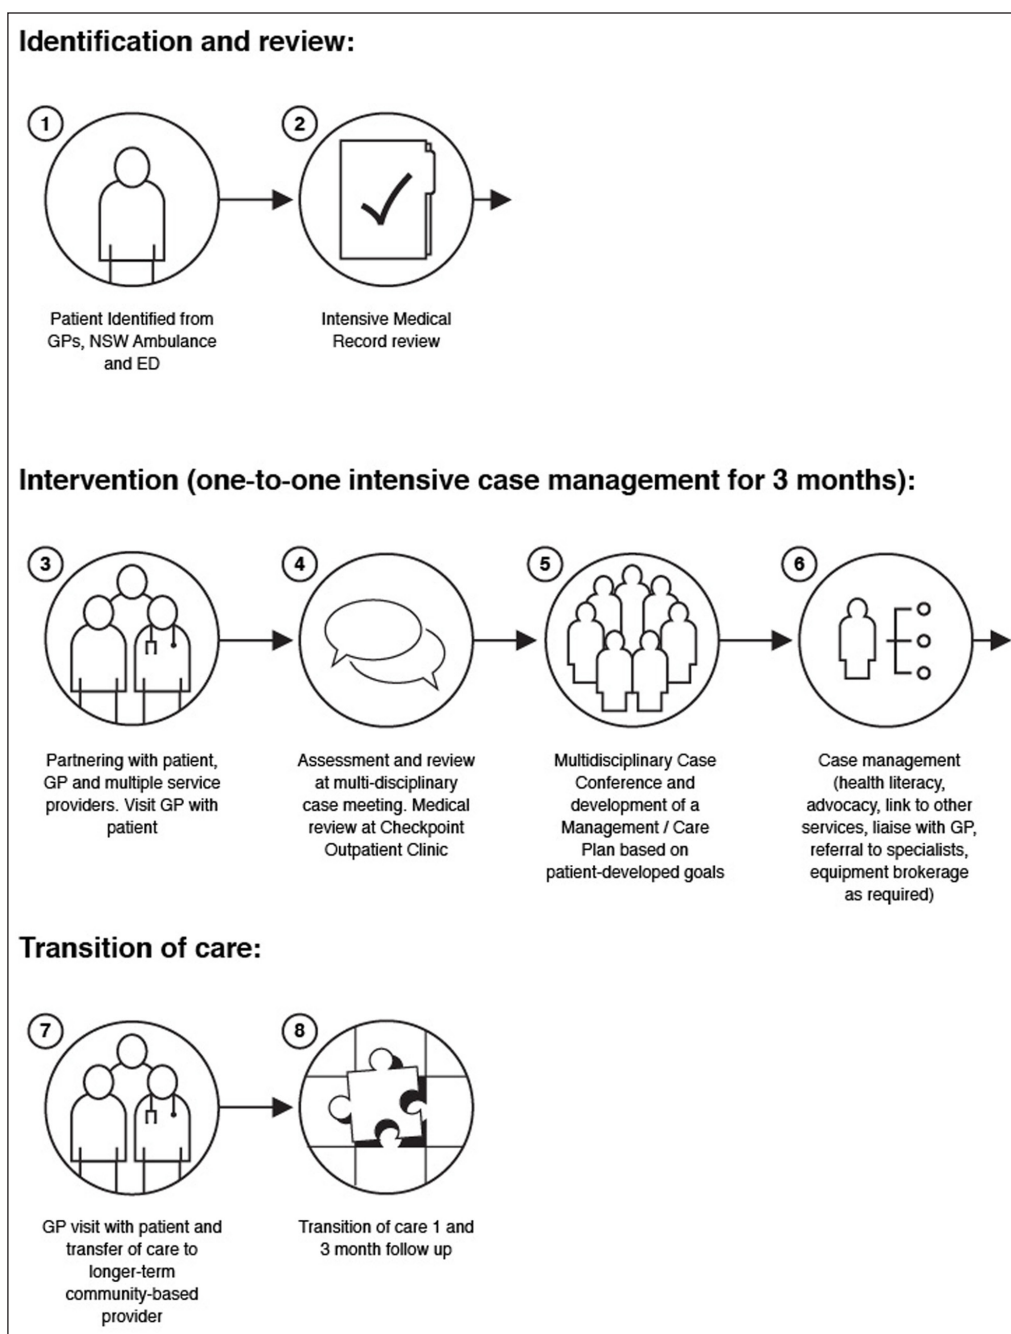 Identification and review:
1
2
Patient Identified from
GPs, NSW Ambulance
and ED
Intensive Medical
Record review
Intervention (one-to-one intensive case management for 3 months):
3
4
5
6
Partnering with patient,
GP and multiple service
providers. Visit GP with
patient
Assessment and review
at multi-disciplinary
case meeting. Medical
review at Checkpoint
Outpatient Clinic
Multidisciplinary Case
Conference and
development of a
Management / Care
Plan based on
patient-developed goals
Case management
(health literacy,
advocacy, link to other
services, liaise with GP,
referral to specialists,
equipment brokerage
as required)
Transition of care:
7
8
GP visit with patient and
transfer of care to
longer-term
community-based
provider
Transition of care 1 and
3 month follow up